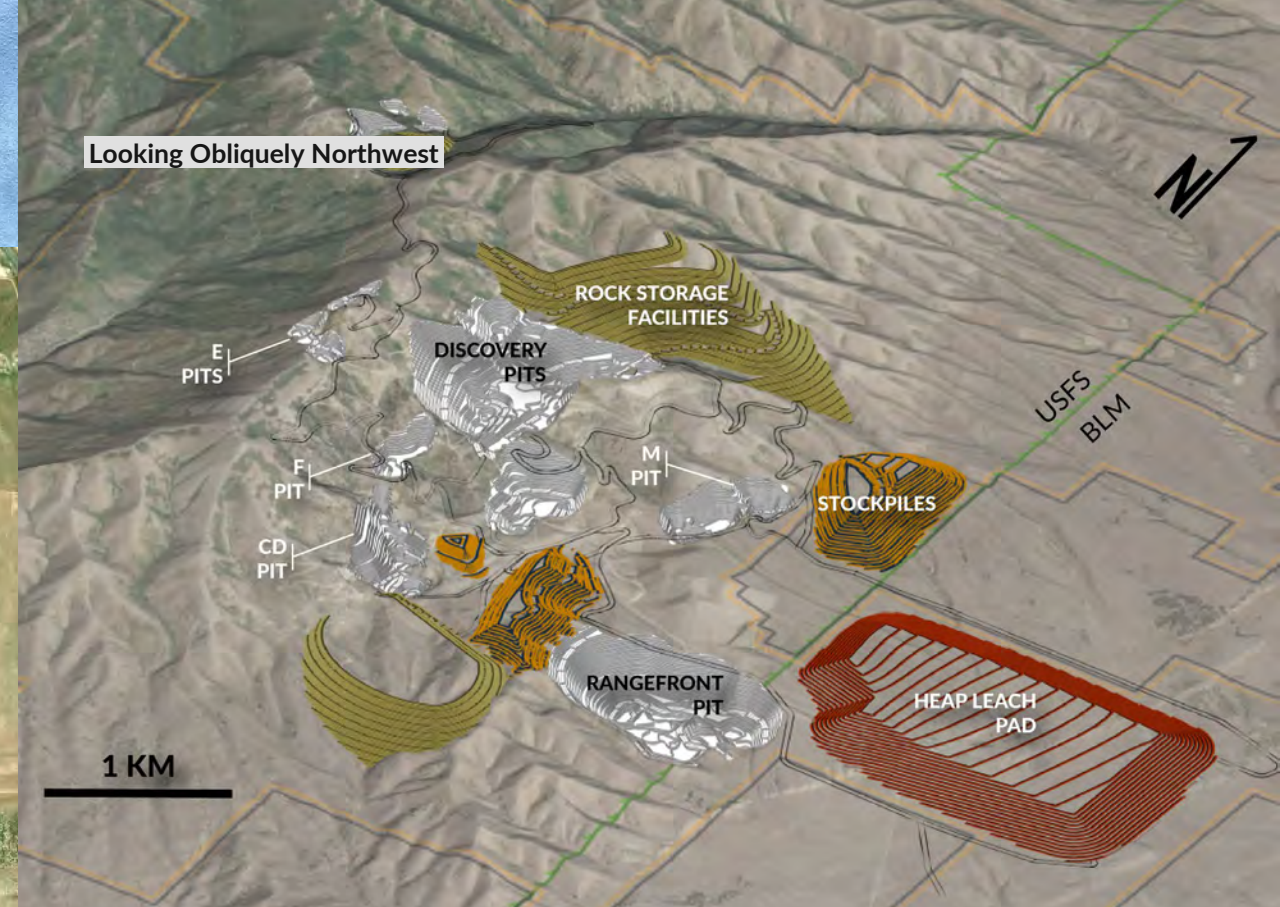 Looking Obliquely Northwest
N
ROCK STORAGE
FACILITIES
E
PITS
DISCOVERY
PITS
USFS
BLM
F
PIT
M
PIT
STOCKPILES
CD
PIT
RANGEFRONT
PIT
HEAP LEACH
PAD
1 KM